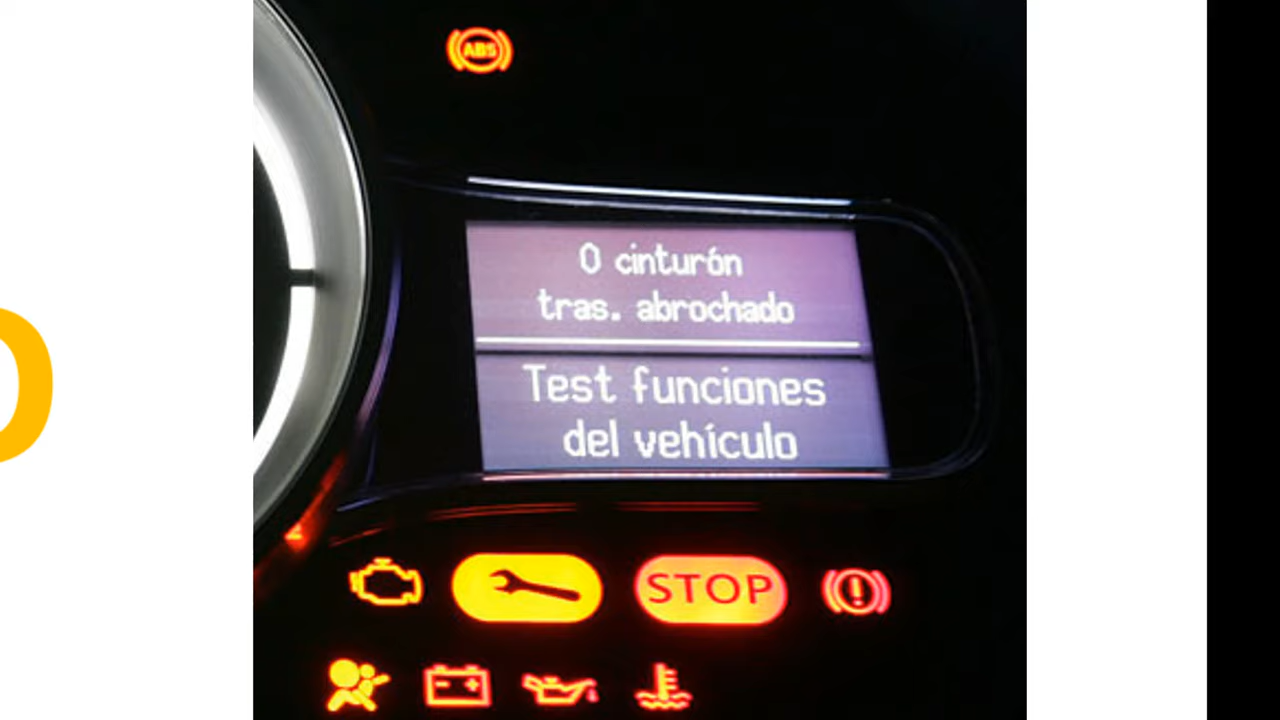 ABS
0 cinturón
tras. abrochado
Test funciones
del vehículo
STOP